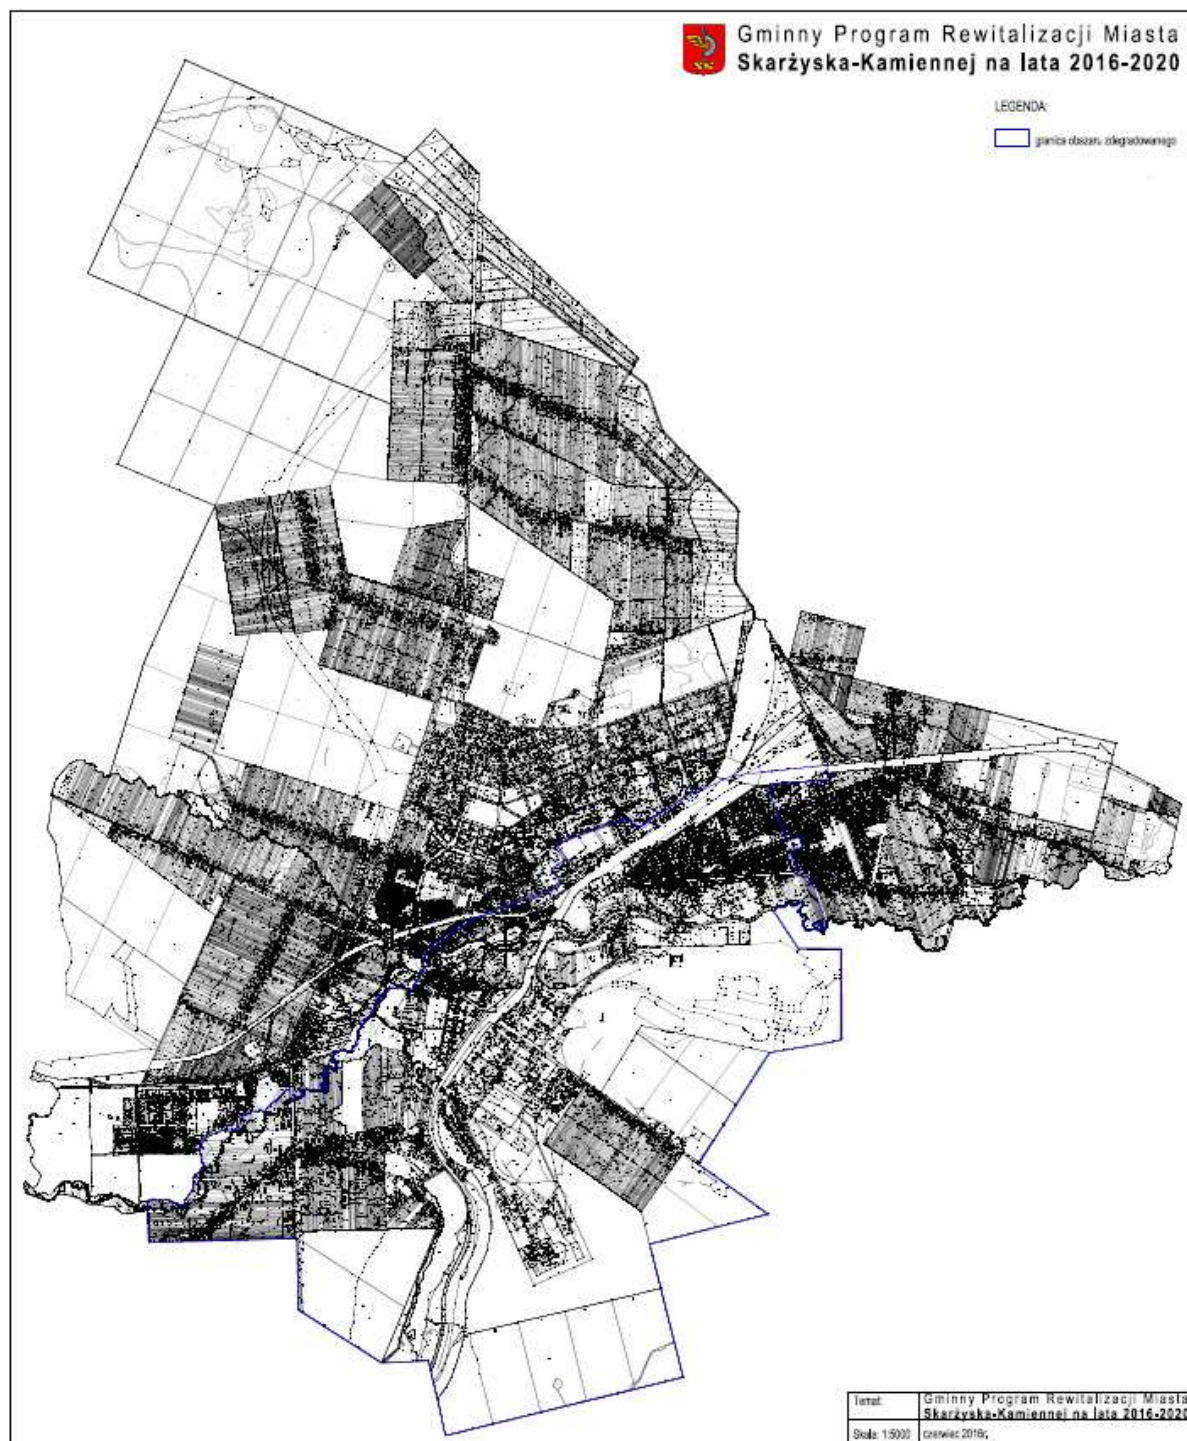 Gminny Program Rewitalizacji Miasta
Skarżyska-Kamiennej na lata 2016-2020
LEGENDA:
granica obszaru zdegradowanego
Temat: Gminny Program Rewitalizacji Miasta
Skarżyska-Kamiennej na lata 2016-2020
Skala: 1:5000 czerwiec 2016r.